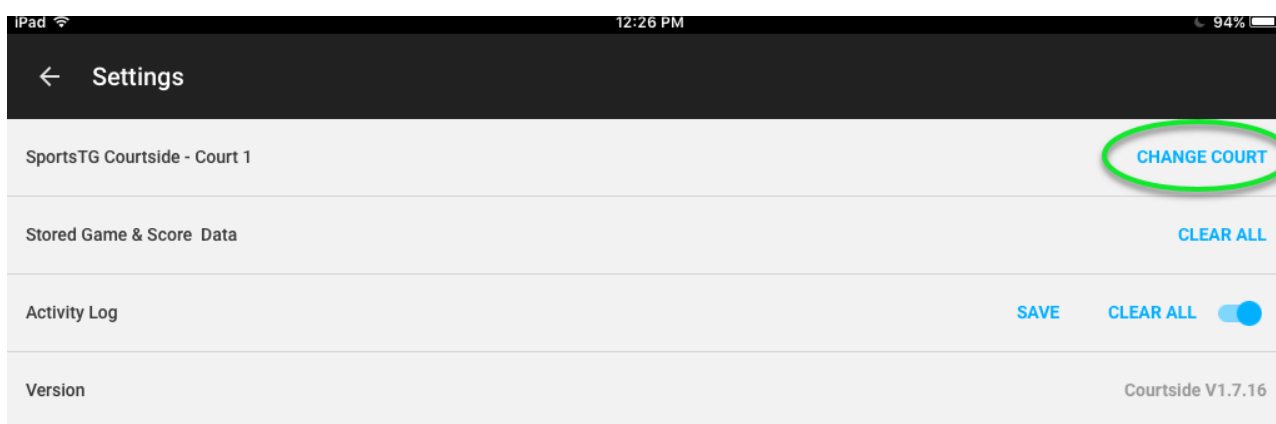 iPad 12:26 PM 94%
Settings
SportsTG Courtside - Court 1 CHANGE COURT
Stored Game & Score Data CLEAR ALL
Activity Log SAVE CLEAR ALL
Version Courtside V1.7.16